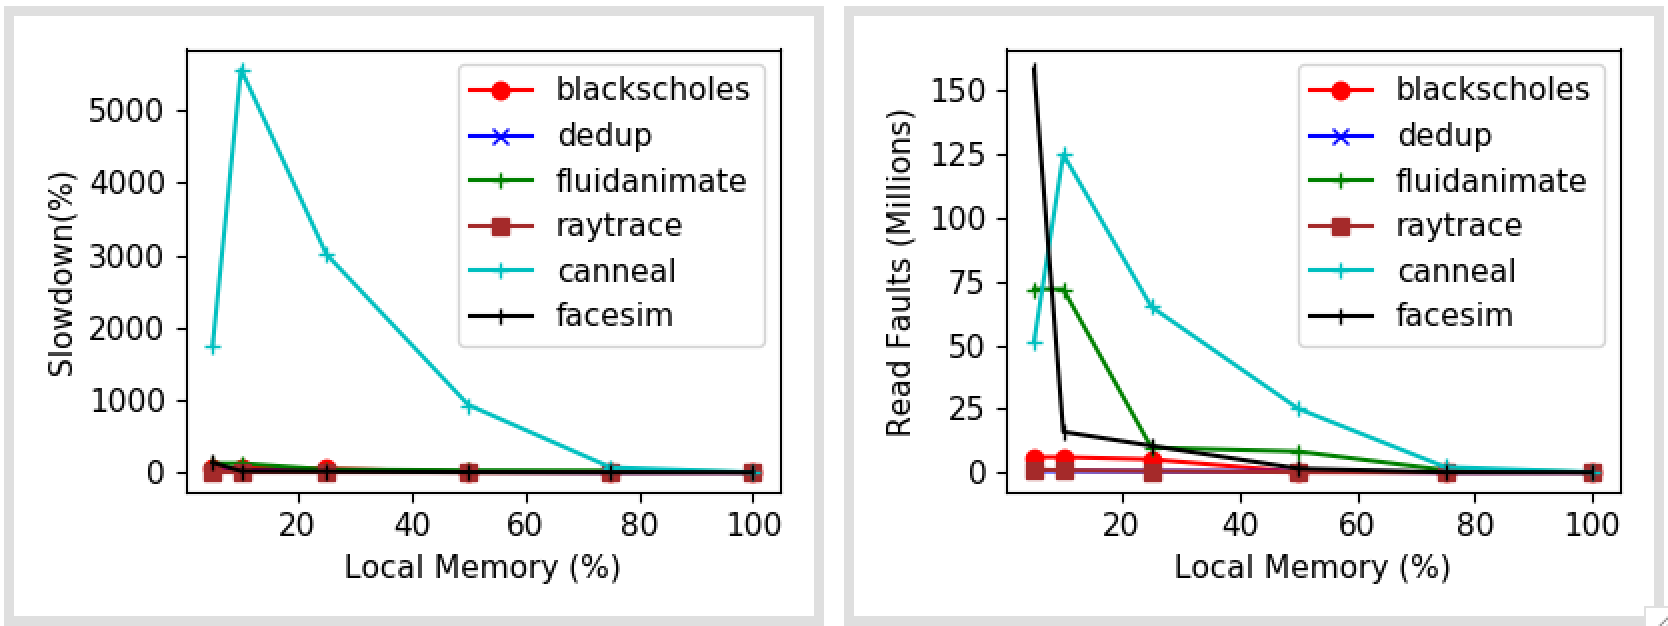 Slowdown(%)
5000
4000
3000
2000
1000
0
20 40 60 80 100
Local Memory (%)
blackscholes
dedup
fluidanimate
raytrace
canneal
facesim
Read Faults (Millions)
150
125
100
75
50
25
0
20 40 60 80 100
Local Memory (%)
blackscholes
dedup
fluidanimate
raytrace
canneal
facesim